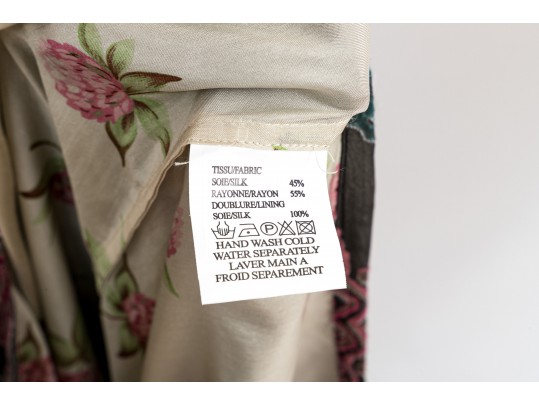 TISSU/FABRIC
SOIE/SILK 45%
RAYONNE/RAYON 55%
DOUBLURE/LINING
SOIE/SILK 100%
HAND WASH COLD
WATER SEPARATELY
LAVER MAIN A
FROID SEPAREMENT